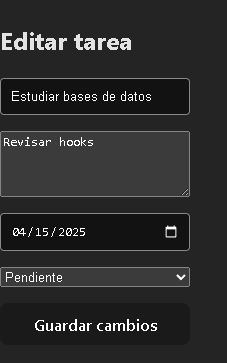 Editar tarea
Estudiar bases de datos
Revisar hooks
04/15/2025
Pendiente
Guardar cambios